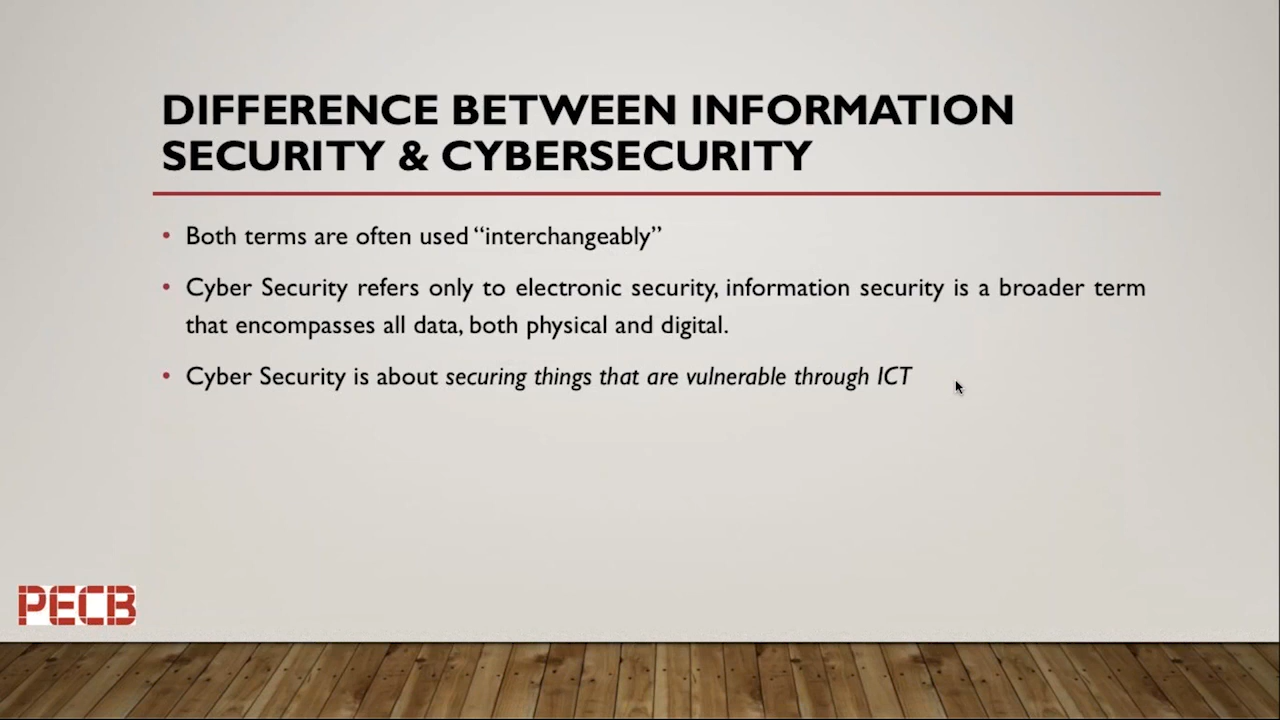 DIFFERENCE BETWEEN INFORMATION
SECURITY & CYBERSECURITY
• Both terms are often used “interchangeably”
• Cyber Security refers only to electronic security, information security is a broader term
that encompasses all data, both physical and digital.
• Cyber Security is about securing things that are vulnerable through ICT
PECB